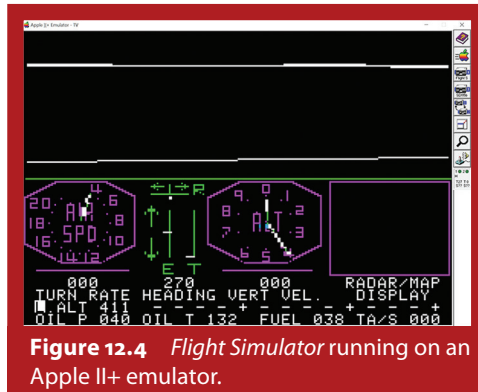 Apple II+ Emulator - TV
4 6 8 10 12 14 16 18 20
AIR
SPD
R
E T
0 1 2 3 4 5 6 7 8 9
ALT
000 270 000 RADAR/MAP
TURN RATE HEADING VERT VEL. DISPLAY
.ALT 411 - - - - + - - - - + - - - - +
OIL P 040 OIL T 132 FUEL 038 TA/S 000
Figure 12.4 Flight Simulator running on an
Apple II+ emulator.